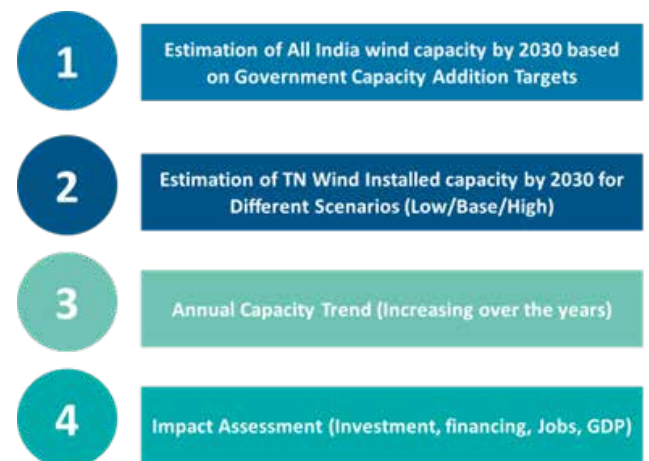 1
Estimation of All India wind capacity by 2030 based
on Government Capacity Addition Targets
2
Estimation of TN Wind Installed capacity by 2030 for
Different Scenarios (Low/Base/High)
3
Annual Capacity Trend (Increasing over the years)
4
Impact Assessment (Investment, financing, Jobs, GDP)